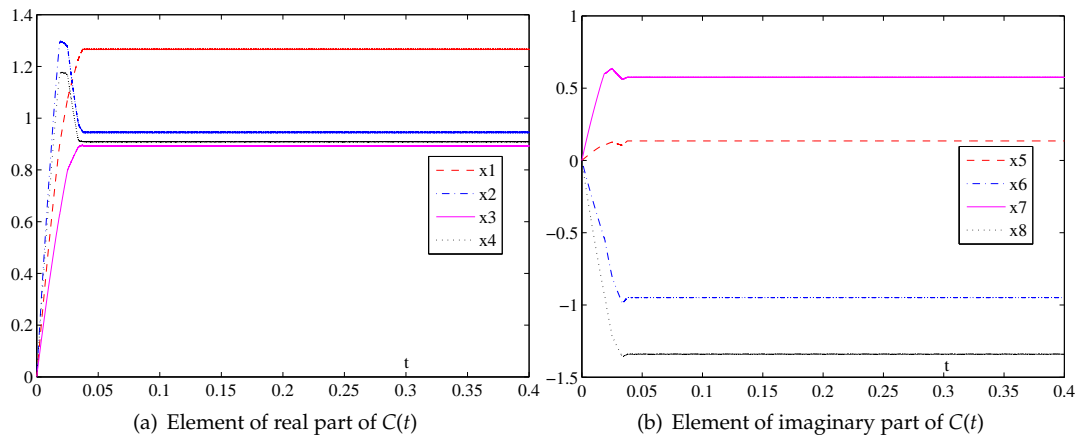 1.4
1.2
1
0.8
0.6
0.4
0.2
0
x1
x2
x3
x4
t
0 0.05 0.1 0.15 0.2 0.25 0.3 0.35 0.4
(a) Element of real part of C(t)
1
0.5
0
−0.5
−1
−1.5
x5
x6
x7
x8
t
0 0.05 0.1 0.15 0.2 0.25 0.3 0.35 0.4
(b) Element of imaginary part of C(t)